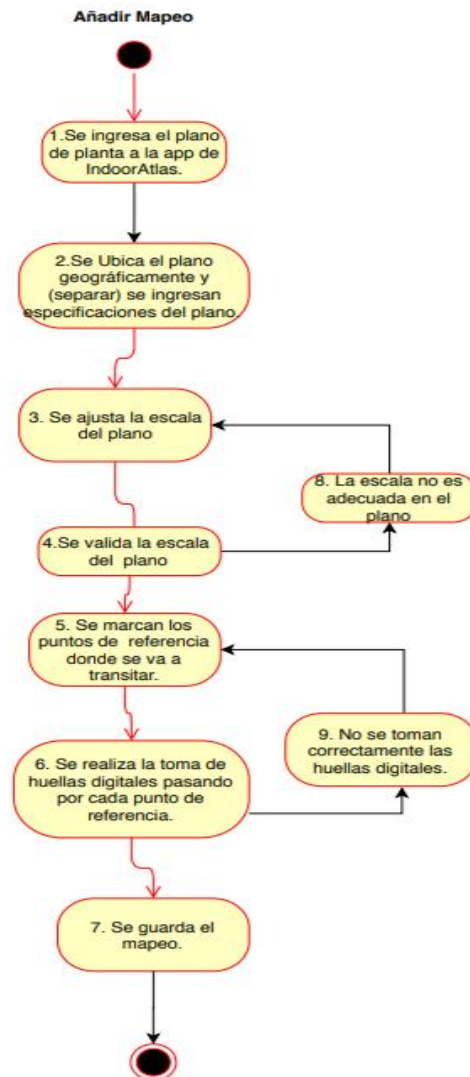 Añadir Mapeo
1.Se ingresa el plano
de planta a la app de
IndoorAtlas.
2.Se Ubica el plano
geográficamente y
(separar) se ingresan
especificaciones del plano.
3. Se ajusta la escala
del plano
8. La escala no es
adecuada en el
plano
4.Se valida la escala
del plano
5. Se marcan los
puntos de referencia
donde se va a
transitar.
9. No se toman
correctamente las
huellas digitales.
6. Se realiza la toma de
huellas digitales pasando
por cada punto de
referencia.
7. Se guarda el
mapeo.